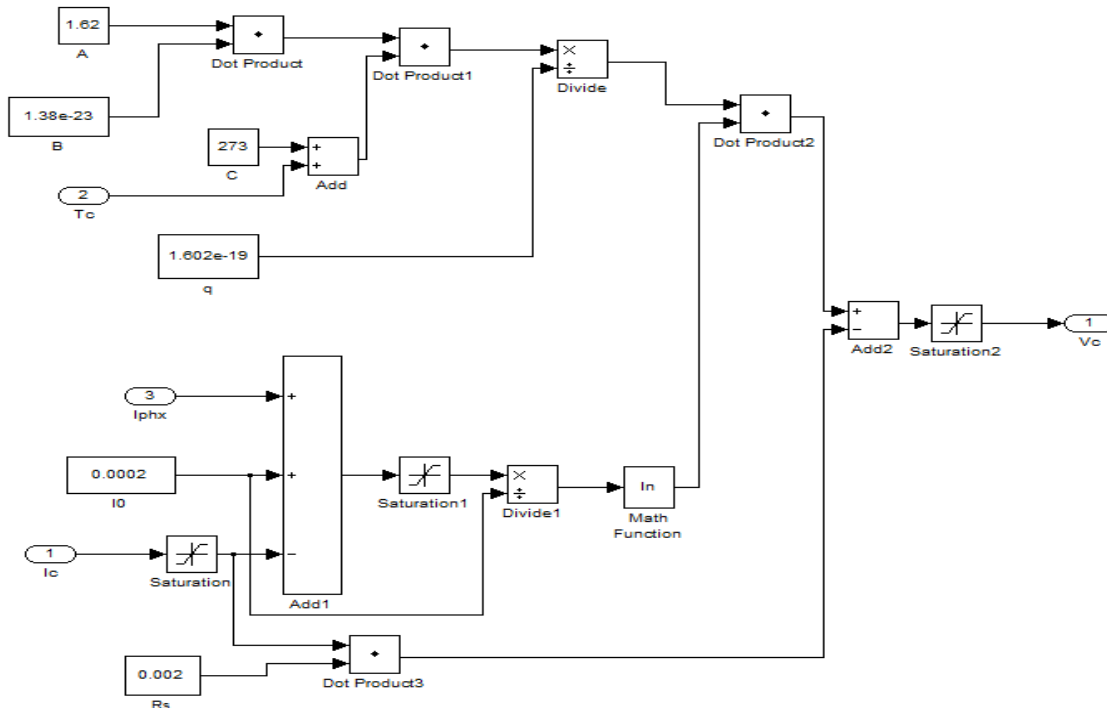 1.62
A
Dot Product
Dot Product1
×
÷
Divide
1.38e-23
B
273
C
+
+
Add
Dot Product2
2
Tc
1.602e-19
q
+
−
Add2
Saturation2
1
Vc
3
Iphx
+
0.0002
I0
+
Saturation1
×
÷
Divide1
ln
Math
Function
1
Ic
Saturation
−
Add1
0.002
Rs
Dot Product3